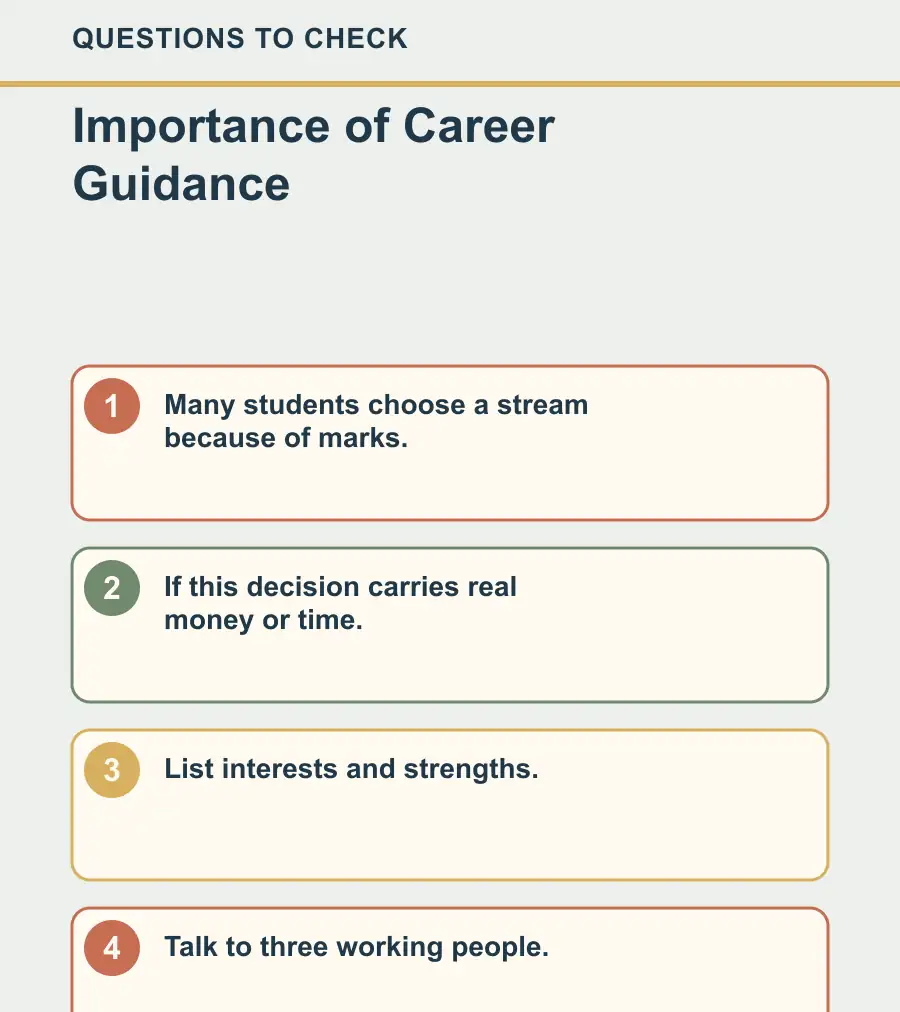 QUESTIONS TO CHECK
Importance of Career
Guidance
1
Many students choose a stream
because of marks.
2
If this decision carries real
money or time.
3
List interests and strengths.
4
Talk to three working people.